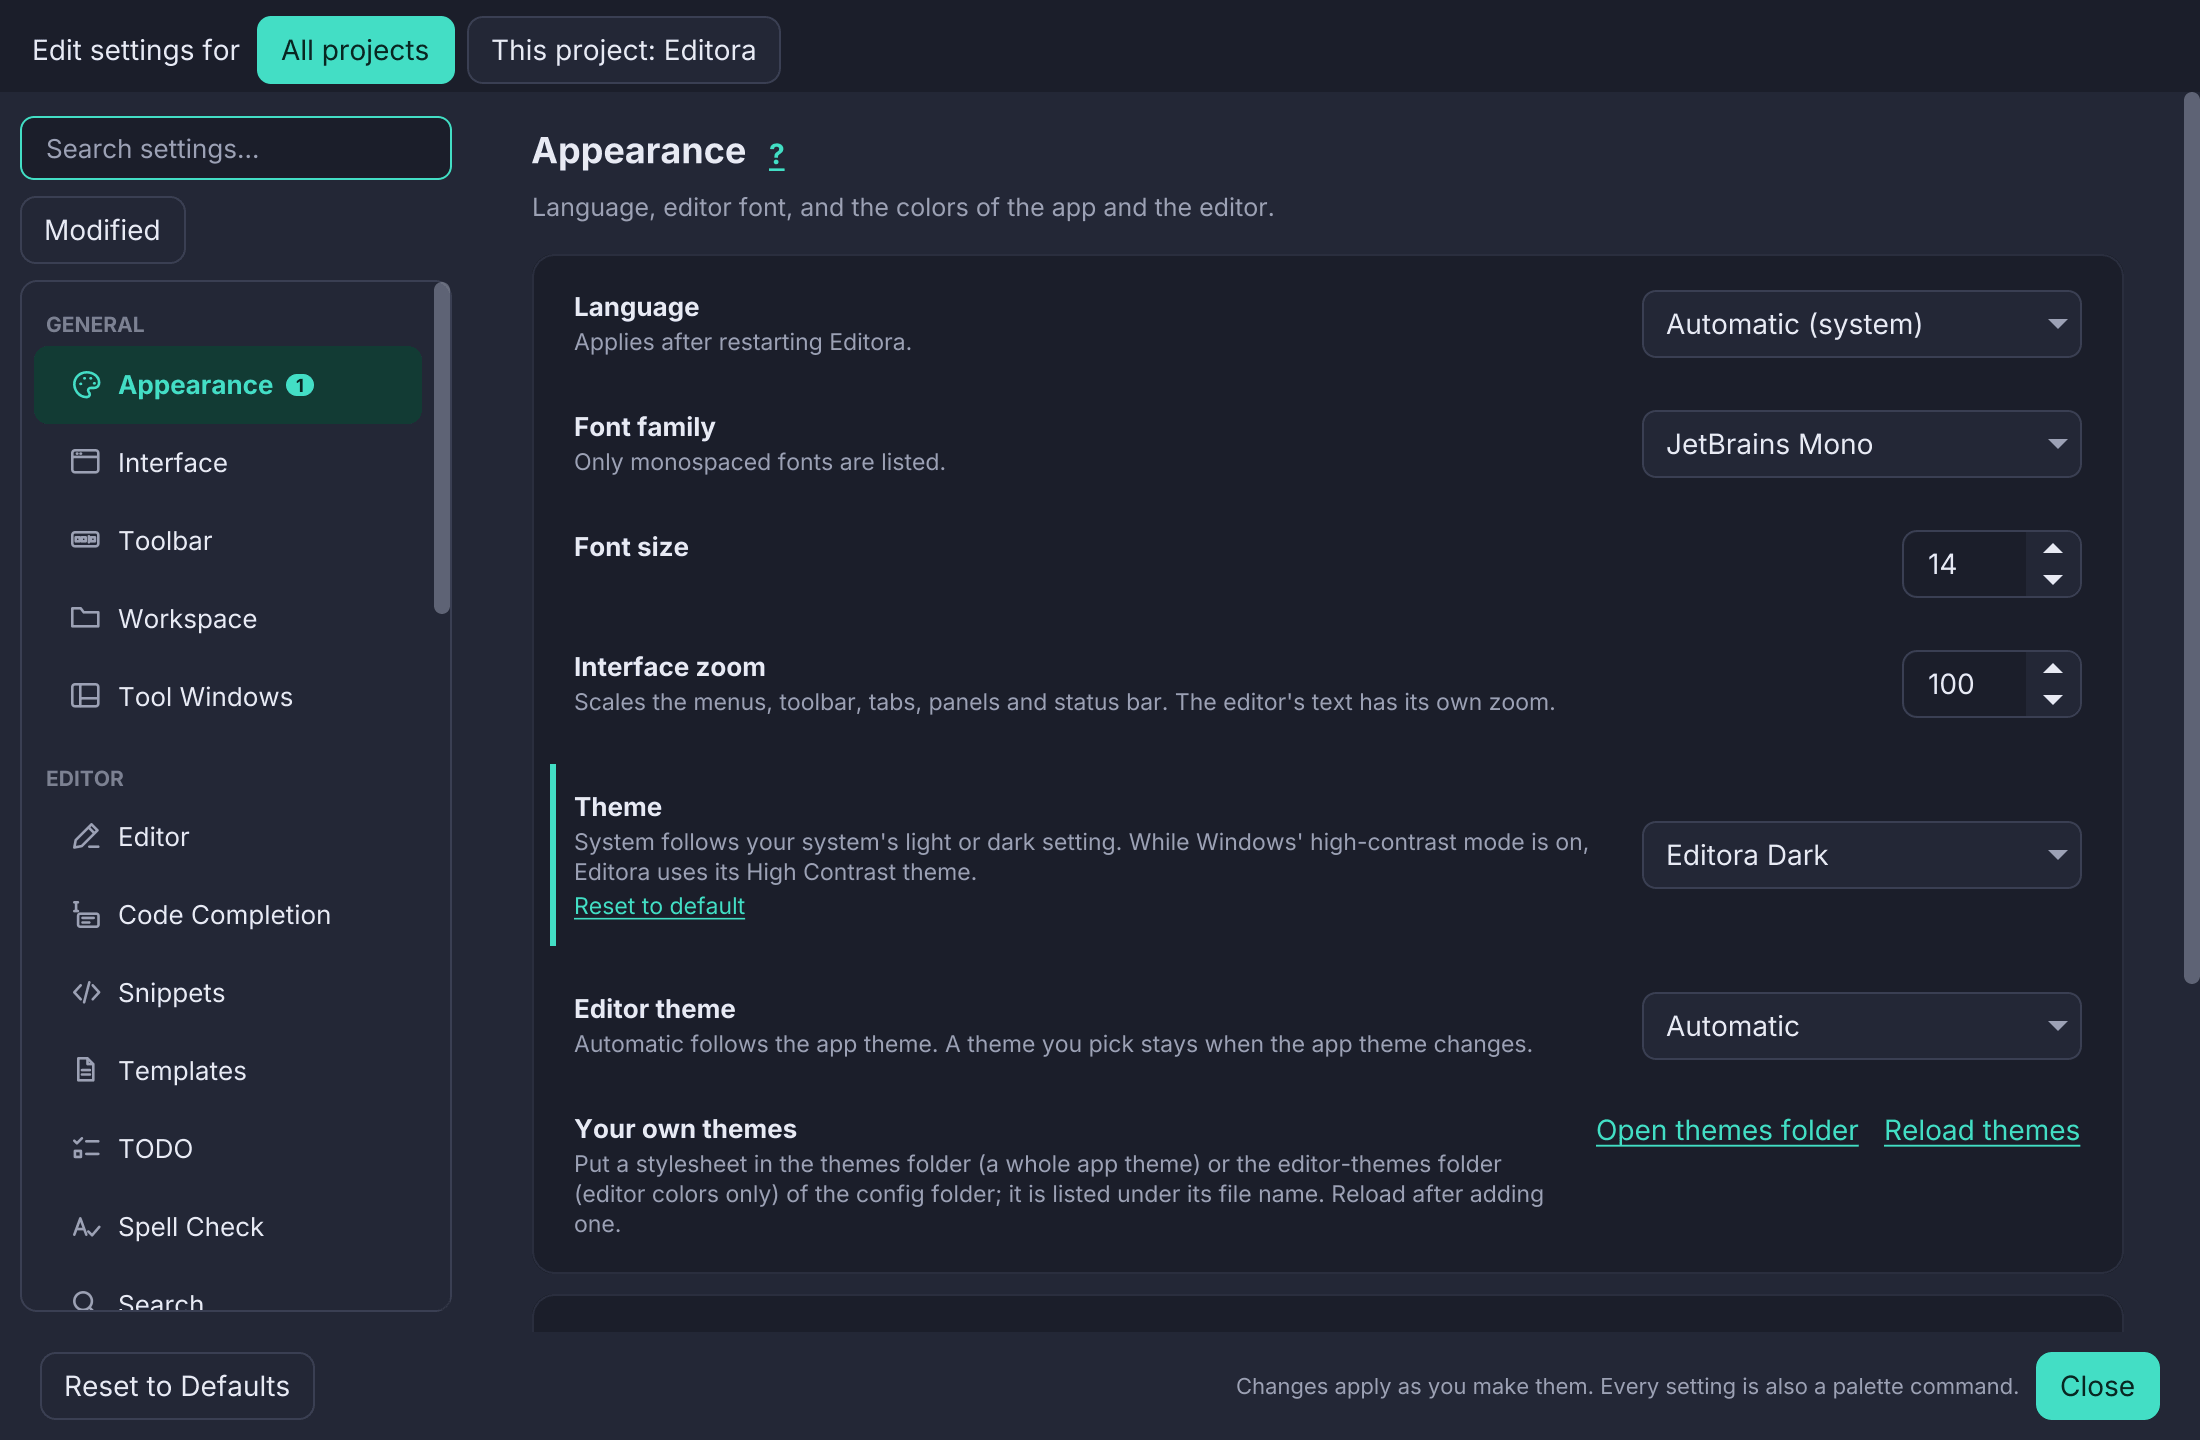 Edit settings for
All projects
This project: Editora
Search settings...
Modified
GENERAL
Appearance 1
Interface
Toolbar
Workspace
Tool Windows
EDITOR
Editor
Code Completion
Snippets
Templates
TODO
Spell Check
Search
Reset to Defaults
Appearance ?
Language, editor font, and the colors of the app and the editor.
Language
Applies after restarting Editora.
Automatic (system)
Font family
Only monospaced fonts are listed.
JetBrains Mono
Font size
14
Interface zoom
Scales the menus, toolbar, tabs, panels and status bar. The editor's text has its own zoom.
100
Theme
System follows your system's light or dark setting. While Windows' high-contrast mode is on,
Editora uses its High Contrast theme.
Reset to default
Editora Dark
Editor theme
Automatic follows the app theme. A theme you pick stays when the app theme changes.
Automatic
Your own themes
Put a stylesheet in the themes folder (a whole app theme) or the editor-themes folder
(editor colors only) of the config folder; it is listed under its file name. Reload after adding
one.
Open themes folder
Reload themes
Changes apply as you make them. Every setting is also a palette command.
Close